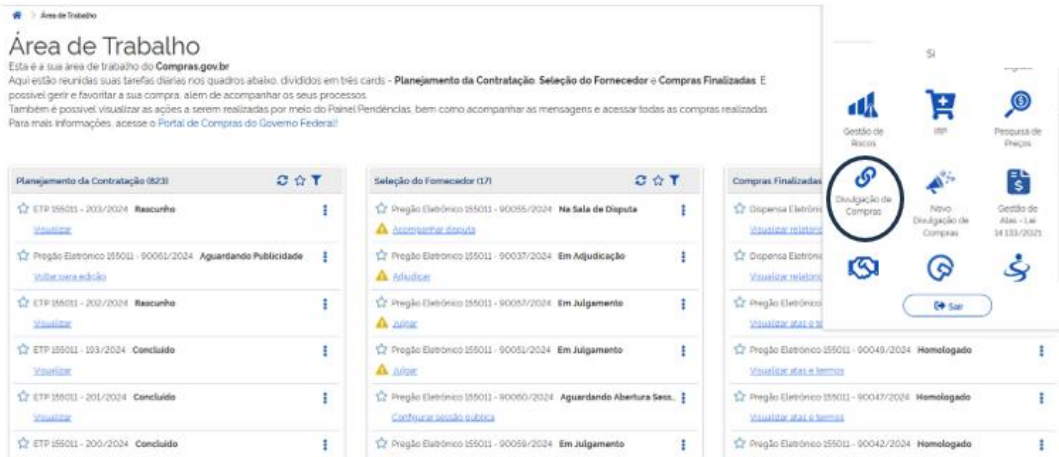 Área de Trabalho
Área de Trabalho
Esta é a sua área de trabalho do Compras.gov.br
Aqui estão reunidas suas tarefas diárias nos quadros abaixo, divididos em três cards - Planejamento da Contratação, Seleção do Fornecedor e Compras Finalizadas. É
possível gerir e favoritar a sua compra, além de acompanhar os seus processos.
Também é possível visualizar as ações a serem realizadas por meio do Painel Pendências, bem como acompanhar as mensagens e acessar todas as compras realizadas.
Para mais informações, acesse o Portal de Compras do Governo Federal!
Planejamento da Contratação (823)
ETP 155011 - 203/2024 Rascunho
Visualizar
Pregão Eletrônico 155011 - 90061/2024 Aguardando Publicidade
Voltar para edição
ETP 155011 - 202/2024 Rascunho
Visualizar
ETP 155011 - 193/2024 Concluído
Visualizar
ETP 155011 - 201/2024 Concluído
Visualizar
ETP 155011 - 200/2024 Concluído
Seleção do Fornecedor (17)
Pregão Eletrônico 155011 - 90055/2024 Na Sala de Disputa
Acompanhar disputa
Pregão Eletrônico 155011 - 90037/2024 Em Adjudicação
Adjudicar
Pregão Eletrônico 155011 - 90057/2024 Em Julgamento
Julgar
Pregão Eletrônico 155011 - 90051/2024 Em Julgamento
Julgar
Pregão Eletrônico 155011 - 90060/2024 Aguardando Abertura Sess...
Configurar sessão pública
Pregão Eletrônico 155011 - 90059/2024 Em Julgamento
Compras Finalizadas
Dispensa Eletrôni
Visualizar relatóri
Dispensa Eletrôni
Visualizar relatóri
Pregão Eletrônico
Visualizar atas e te
Pregão Eletrônico 155011 - 90049/2024 Homologado
Visualizar atas e termos
Pregão Eletrônico 155011 - 90047/2024 Homologado
Visualizar atas e termos
Pregão Eletrônico 155011 - 90042/2024 Homologado
Si
Gestão de
Riscos
IRP
Pesquisa de
Preços
Divulgação de
Compras
Novo
Divulgação de
Compras
Gestão de
Atas - Lei
14.133/2021
Sair